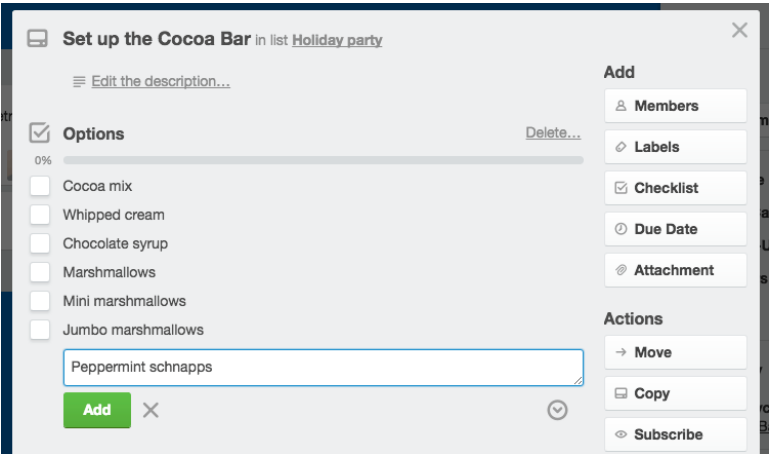 Set up the Cocoa Bar in list Holiday party
Edit the description...
Options
Delete...
0%
Cocoa mix
Whipped cream
Chocolate syrup
Marshmallows
Mini marshmallows
Jumbo marshmallows
Peppermint schnapps
Add
Add
Members
Labels
Checklist
Due Date
Attachment
Actions
Move
Copy
Subscribe